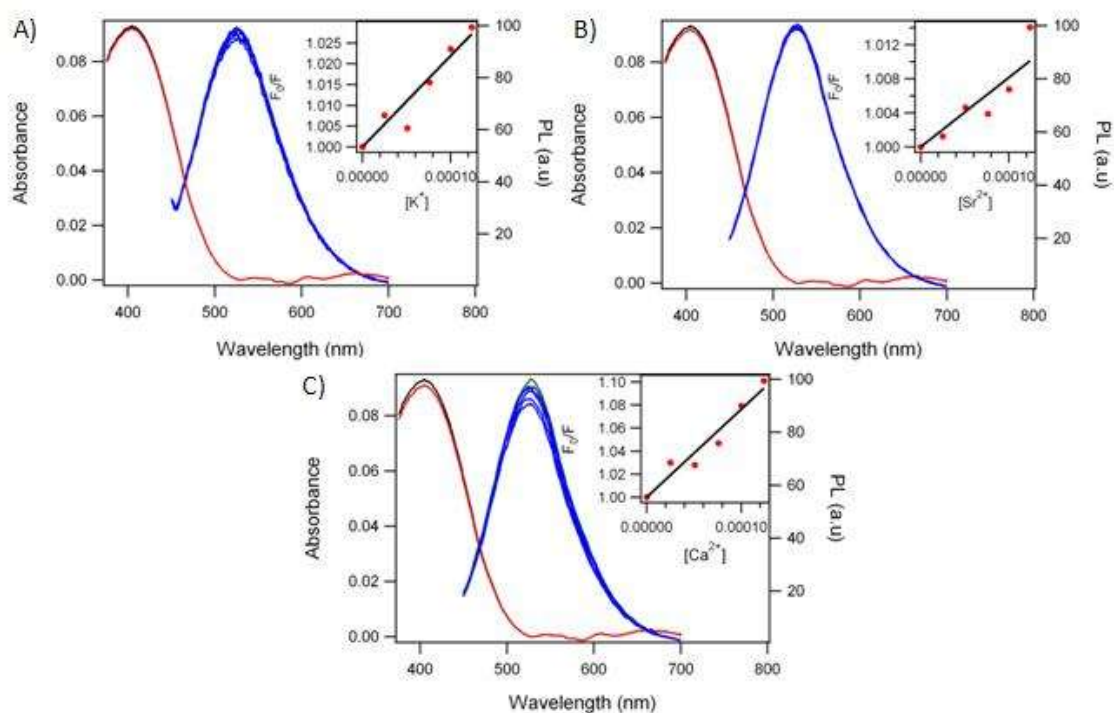 A)
Absorbance
0.08
0.06
0.04
0.02
0.00
400 500 600 700 800
Wavelength (nm)
100
80
60
40
20
PL (a.u)
F₀/F
1.025
1.020
1.015
1.010
1.005
1.000
0.00000 0.00010
[K⁺]
B)
Absorbance
0.08
0.06
0.04
0.02
0.00
400 500 600 700 800
Wavelength (nm)
100
80
60
40
20
PL (a.u)
F₀/F
1.012
1.008
1.004
1.000
0.00000 0.00010
[Sr²⁺]
C)
Absorbance
0.08
0.06
0.04
0.02
0.00
400 500 600 700 800
Wavelength (nm)
100
80
60
40
20
PL (a.u)
F₀/F
1.10
1.08
1.06
1.04
1.02
1.00
0.00000 0.00010
[Ca²⁺]